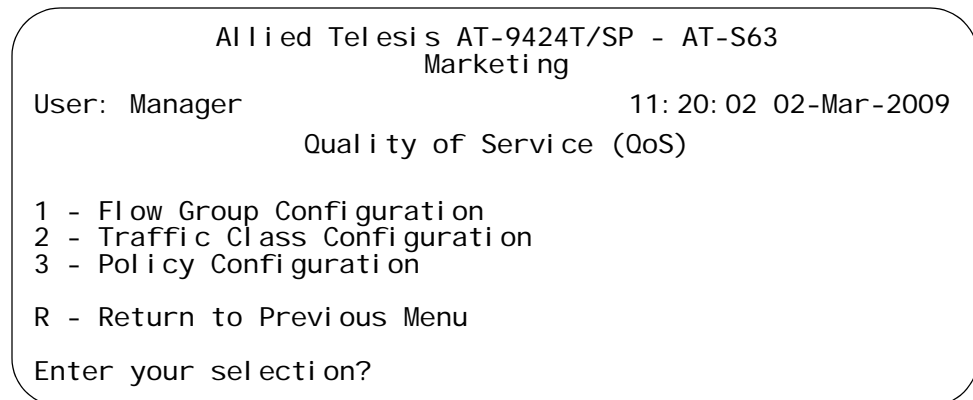 Allied Telesis AT-9424T/SP - AT-S63
Marketing
User: Manager 11:20:02 02-Mar-2009
Quality of Service (QoS)
1 - Flow Group Configuration
2 - Traffic Class Configuration
3 - Policy Configuration
R - Return to Previous Menu
Enter your selection?